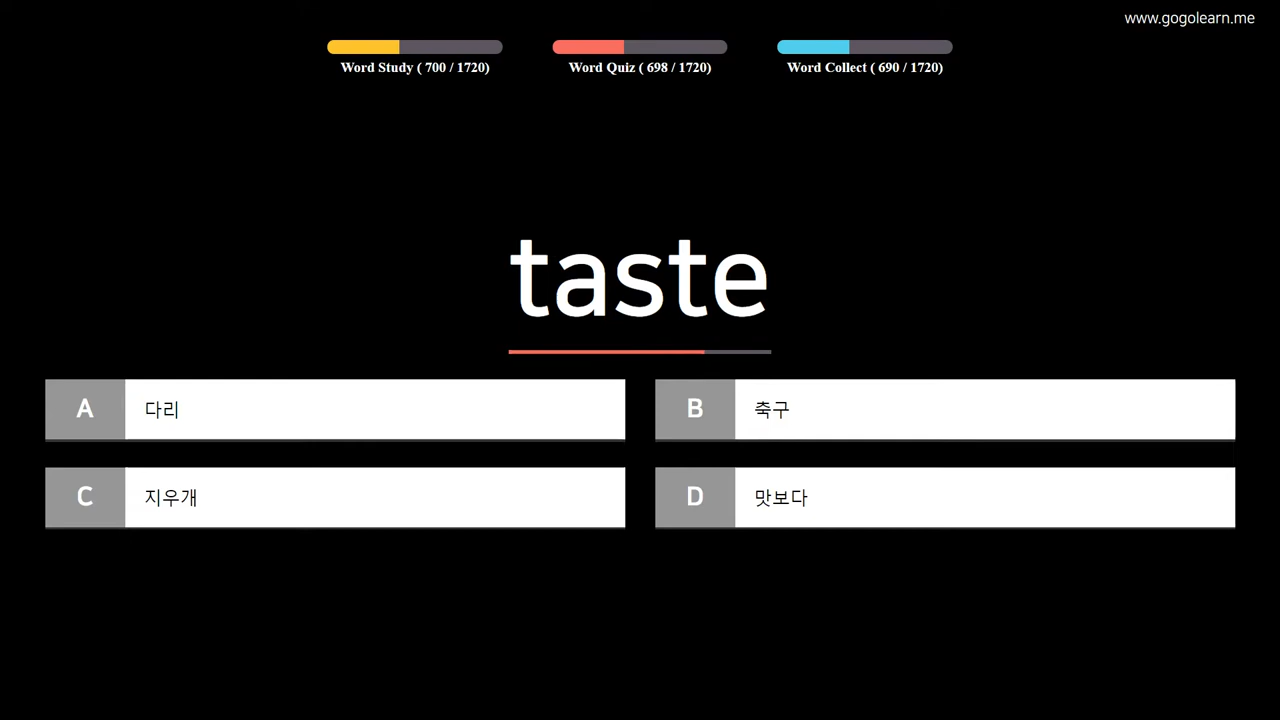 www.gogolearn.me
Word Study ( 700 / 1720)
Word Quiz ( 698 / 1720)
Word Collect ( 690 / 1720)
taste
A 다리
B 축구
C 지우개
D 맛보다